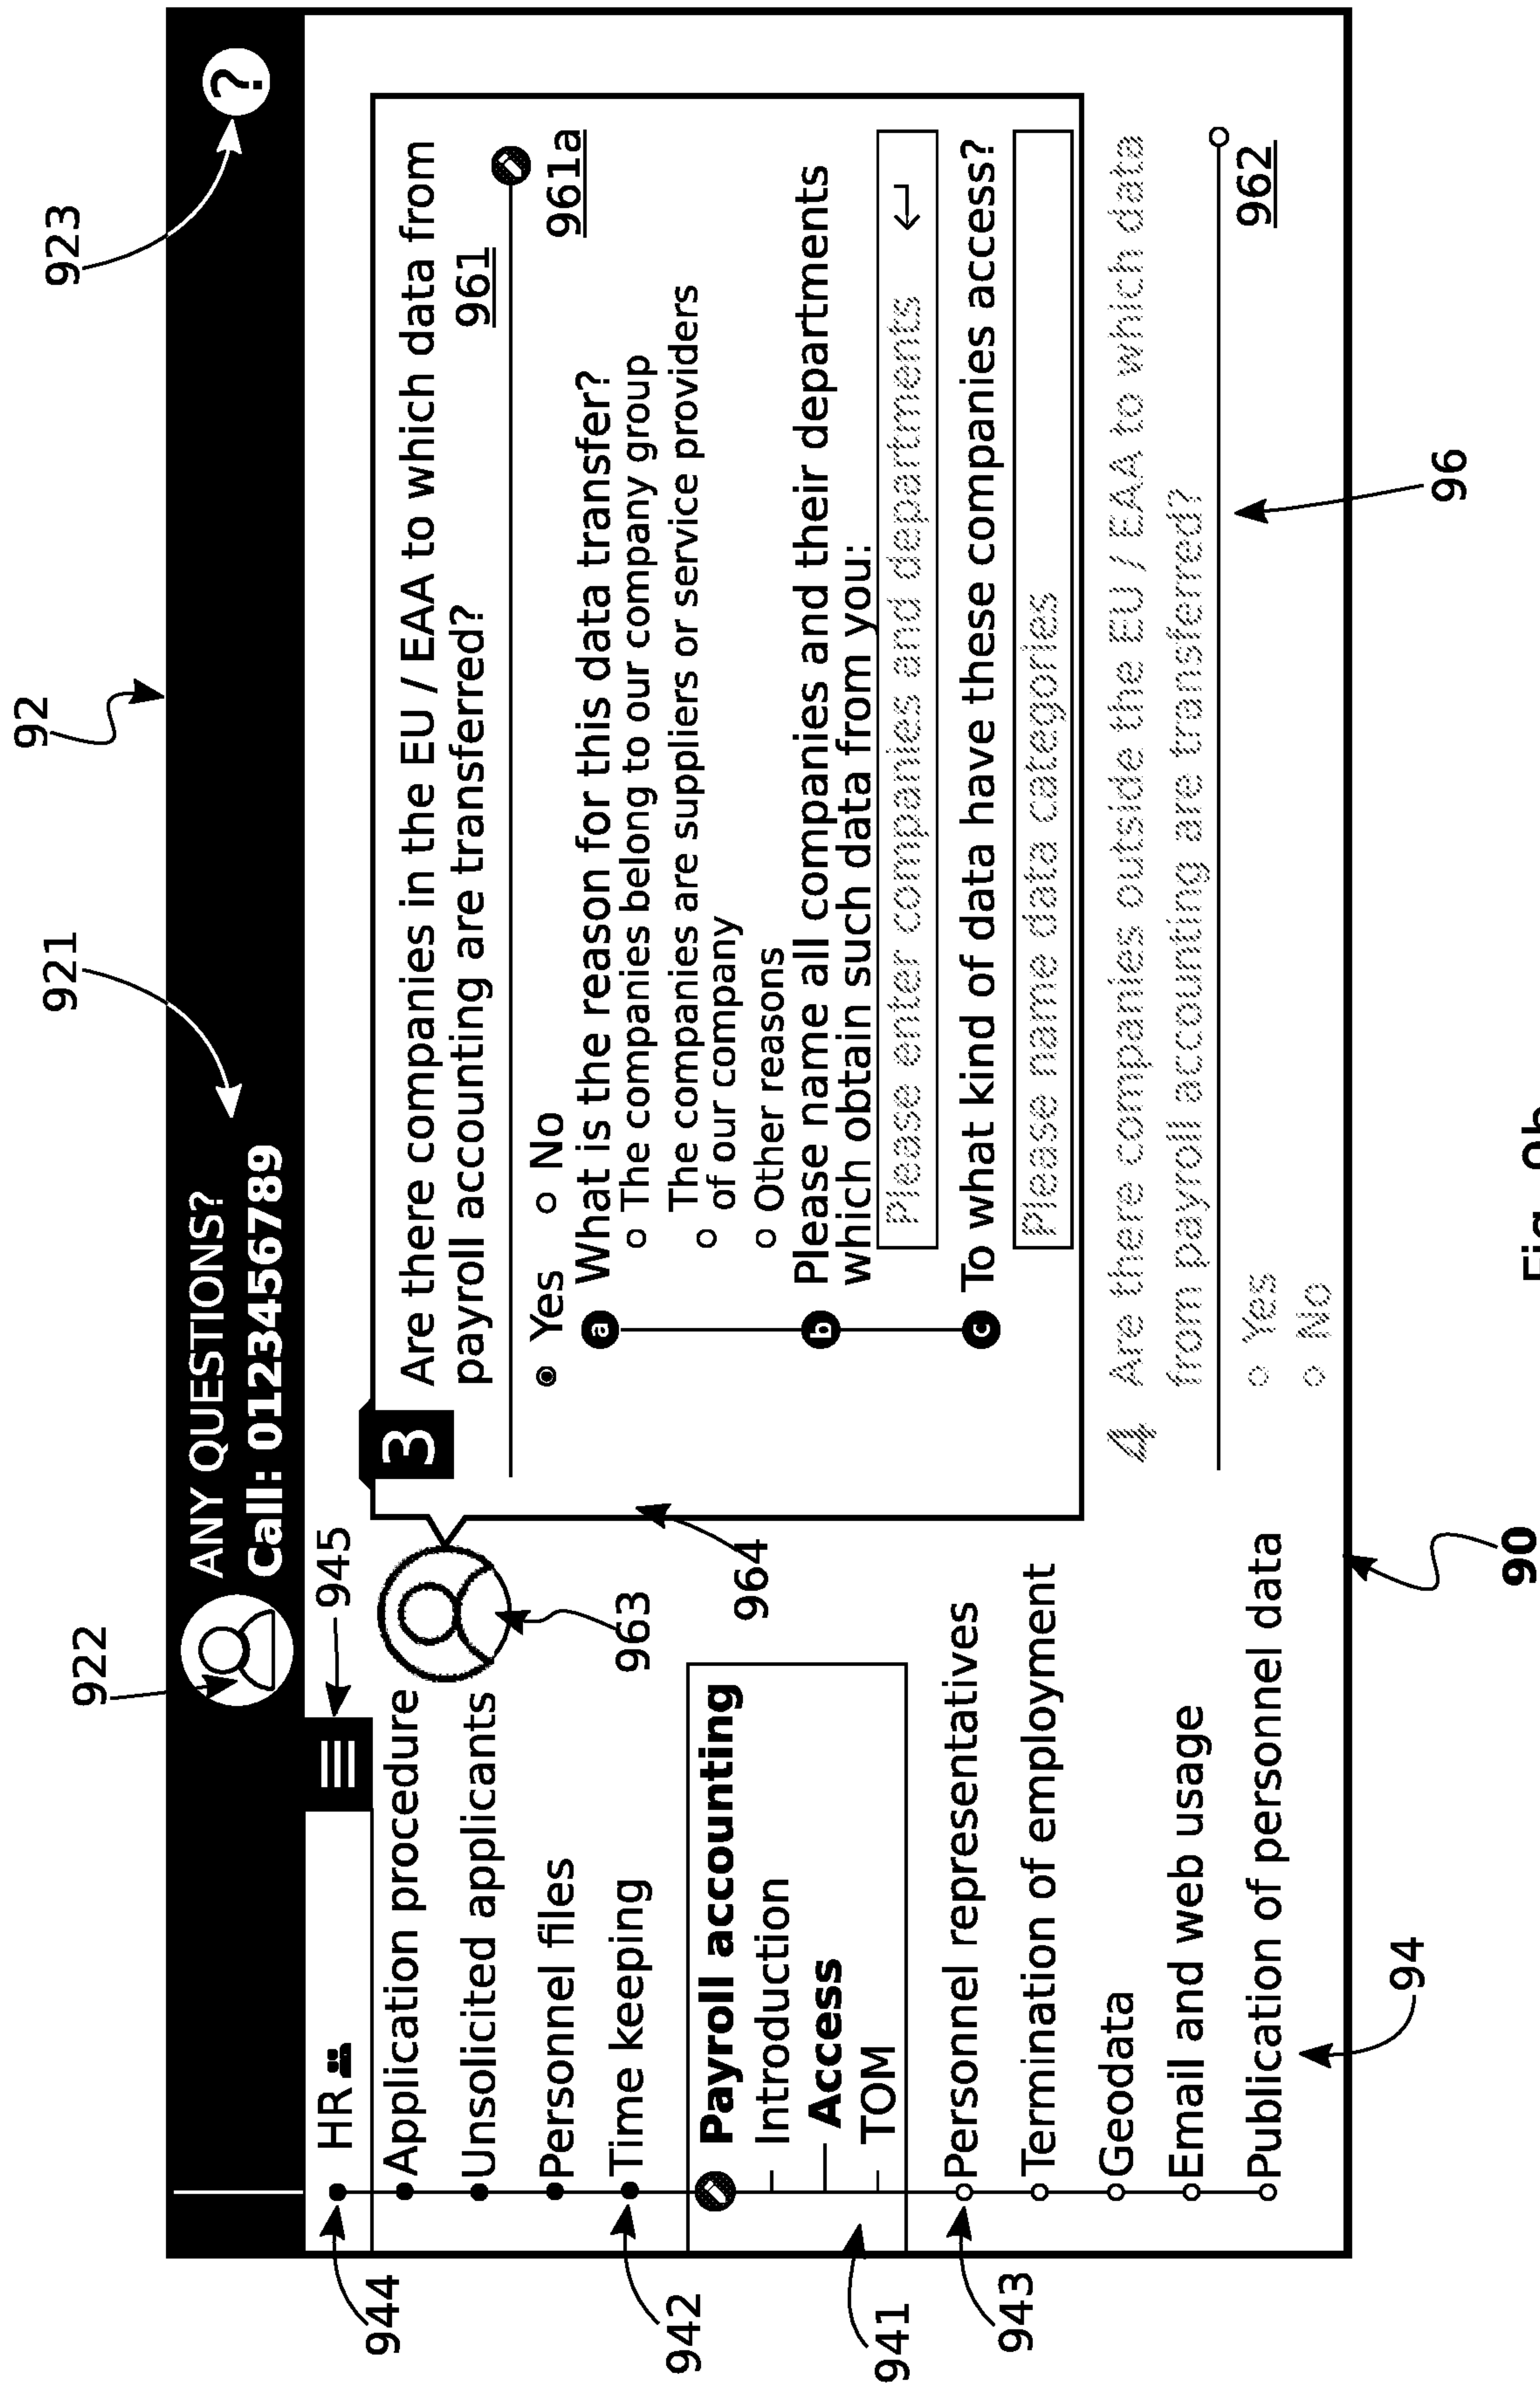 92
922
921
923
ANY QUESTIONS?
Call: 0123456789
?
944
HR
945
Application procedure
Unsolicited applicants
Personnel files
942
Time keeping
941
Payroll accounting
Introduction
Access
TOM
943
Personnel representatives
Termination of employment
Geodata
Email and web usage
Publication of personnel data
94
963
964
3
Are there companies in the EU / EAA to which data from
payroll accounting are transferred?
961
Yes
No
961a
a
What is the reason for this data transfer?
The companies belong to our company group
The companies are suppliers or service providers
of our company
Other reasons
b
Please name all companies and their departments
which obtain such data from you:
Please enter companies and departments
c
To what kind of data have these companies access?
Please name data categories
4
Are there companies outside the EU / EAA to which data
from payroll accounting are transferred?
962
Yes
No
96
90